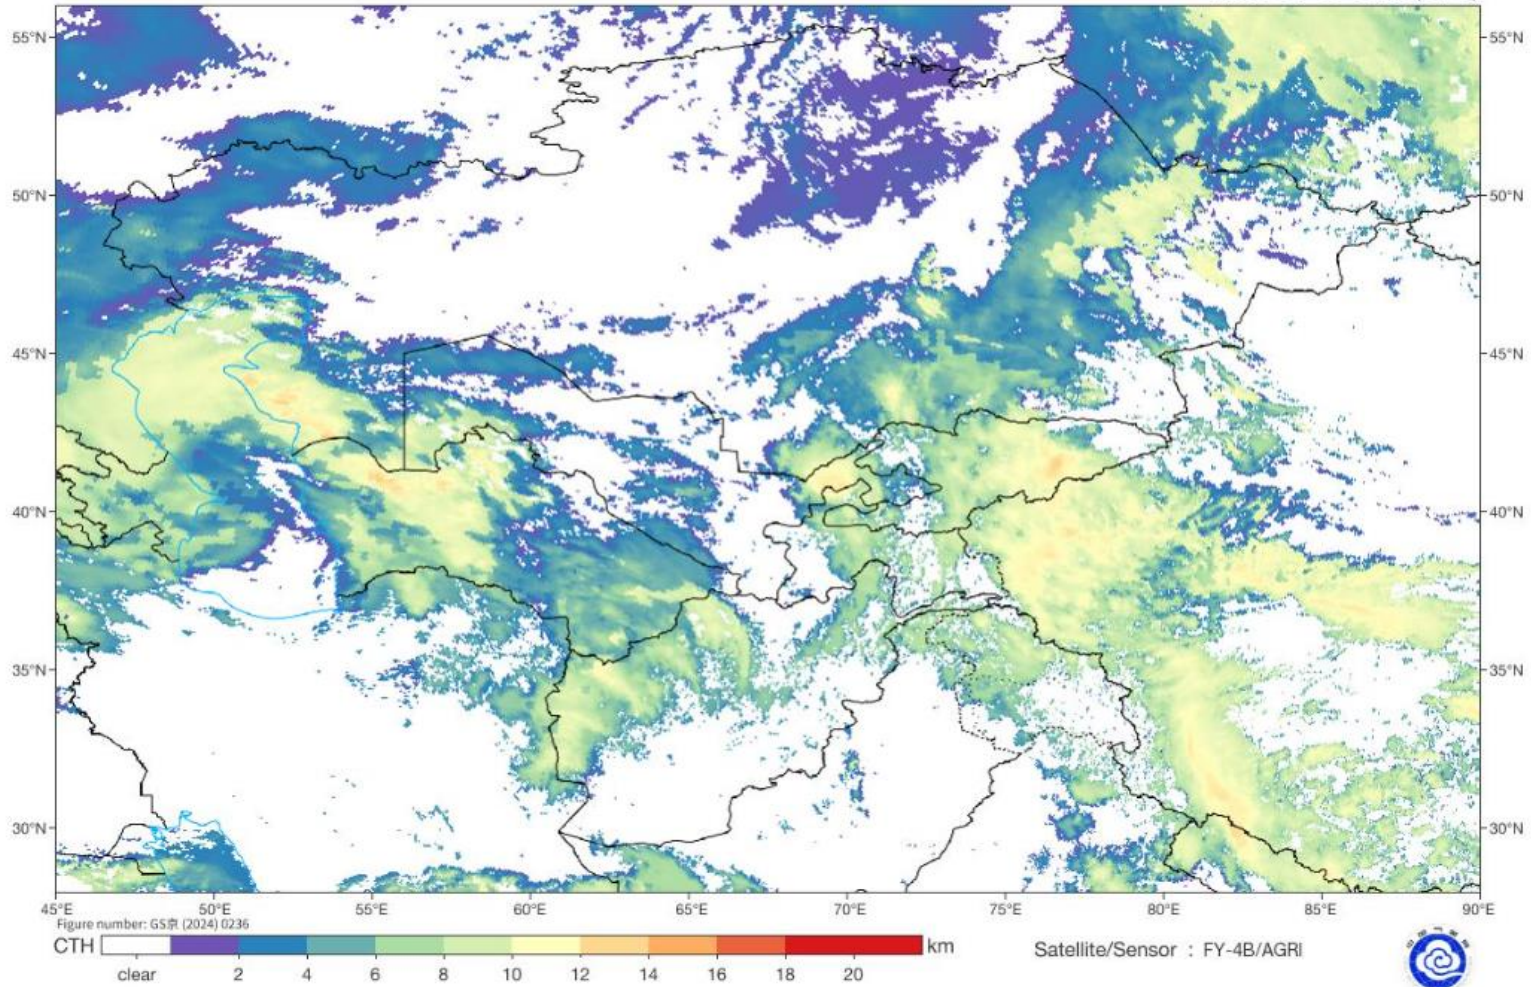 55°N 55°N
50°N 50°N
45°N 45°N
40°N 40°N
35°N 35°N
30°N 30°N
45°E 50°E 55°E 60°E 65°E 70°E 75°E 80°E 85°E 90°E
Figure number: GS京 (2024) 0236
CTH km
clear 2 4 6 8 10 12 14 16 18 20
Satellite/Sensor : FY-4B/AGRI